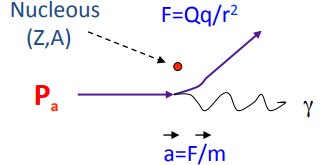 Nucleous
(Z,A)
F=Qq/r²
Pₐ
γ
a=F/m